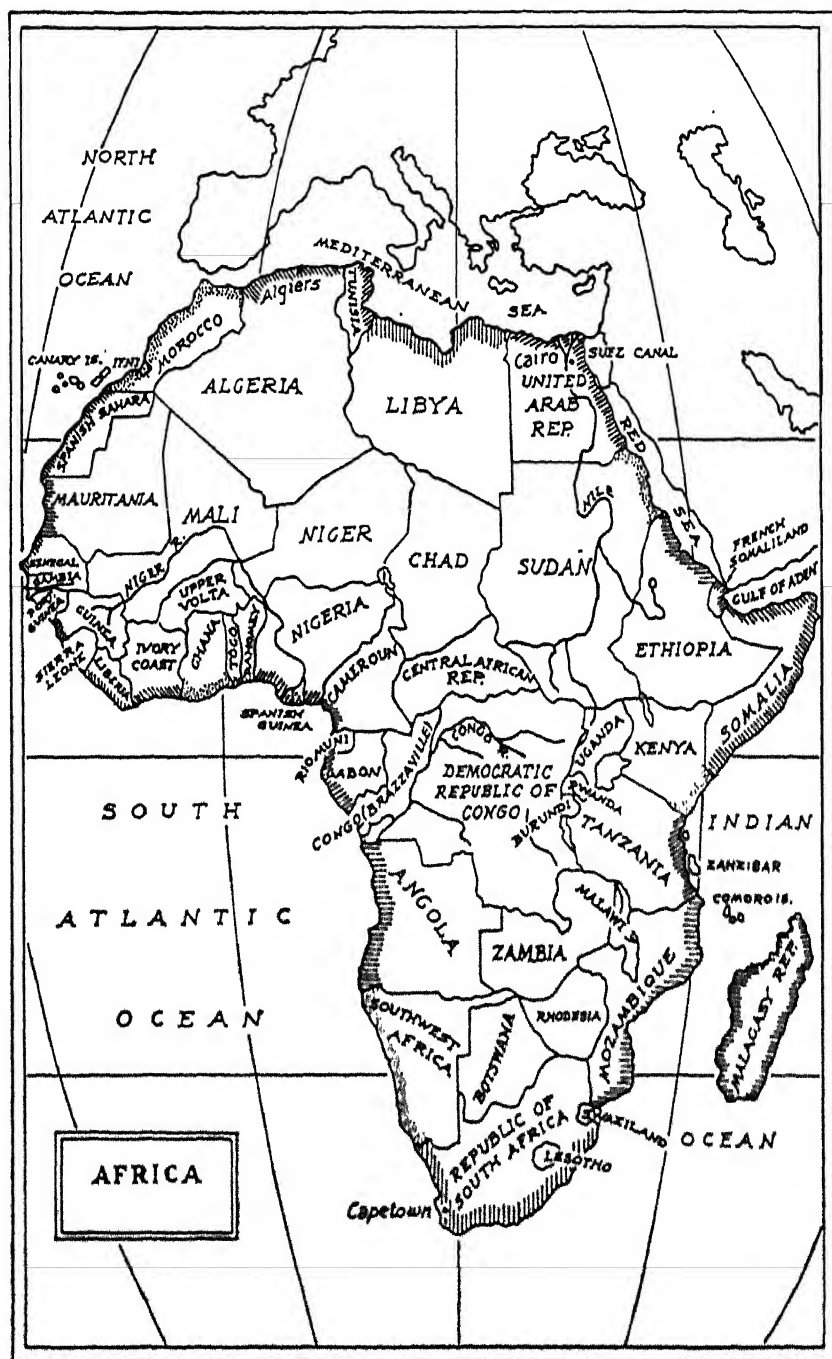 NORTH
ATLANTIC
OCEAN
MEDITERRANEAN
SEA
Algiers
TUNISIA
MOROCCO
CANARY IS.
IFNI
Cairo
SUEZ CANAL
UNITED
ARAB
REP.
ALGERIA
LIBYA
SPANISH SAHARA
RED
SEA
MAURITANIA
MALI
NIGER
CHAD
SUDAN
NILE
FRENCH
SOMALILAND
GULF OF ADEN
SENEGAL
GAMBIA
NIGER R.
PORT.
GUINEA
GUINEA
UPPER
VOLTA
NIGERIA
ETHIOPIA
SIERRA
LEONE
LIBERIA
IVORY
COAST
GHANA
TOGO
DAHOMEY
CAMEROUN
CENTRAL AFRICAN
REP.
SOMALIA
SPANISH
GUINEA
RIO MUNI
GABON
CONGO (BRAZZAVILLE)
CONGO R.
UGANDA
KENYA
DEMOCRATIC
REPUBLIC OF
CONGO
RWANDA
BURUNDI
TANZANIA
SOUTH
INDIAN
ZANZIBAR
COMORO IS.
ATLANTIC
ANGOLA
MALAWI
ZAMBIA
OCEAN
SOUTHWEST
AFRICA
BOTSWANA
RHODESIA
MOZAMBIQUE
MALAGASY REP.
SWAZILAND
OCEAN
REPUBLIC OF
SOUTH AFRICA
LESOTHO
Capetown
AFRICA